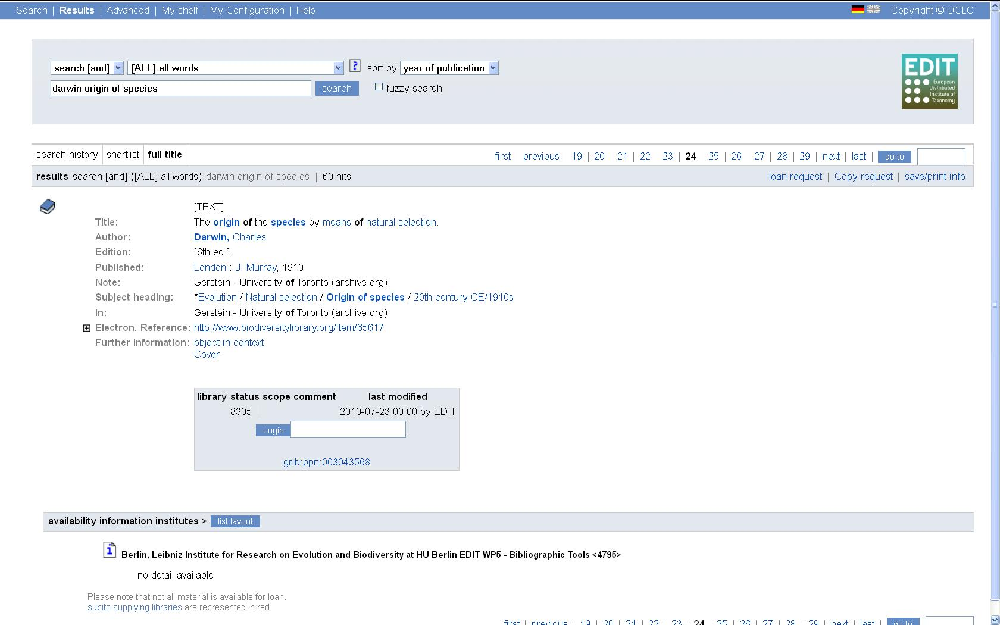 Search | Results | Advanced | My shelf | My Configuration | Help Copyright © OCLC
search [and] [ALL] all words ? sort by year of publication
darwin origin of species search fuzzy search
EDIT
European
Distributed
Institute of
Taxonomy
search history shortlist full title first | previous | 19 | 20 | 21 | 22 | 23 | 24 | 25 | 26 | 27 | 28 | 29 | next | last | go to
results search [and] ([ALL] all words) darwin origin of species | 60 hits loan request | Copy request | save/print info
[TEXT]
Title: The origin of the species by means of natural selection.
Author: Darwin, Charles
Edition: [6th ed.].
Published: London : J. Murray, 1910
Note: Gerstein - University of Toronto (archive.org)
Subject heading: *Evolution / Natural selection / Origin of species / 20th century CE/1910s
In: Gerstein - University of Toronto (archive.org)
Electron. Reference: http://www.biodiversitylibrary.org/item/65617
Further information: object in context
Cover
library status scope comment last modified
8305 2010-07-23 00:00 by EDIT
Login
grib:ppn:003043568
availability information institutes > list layout
i Berlin, Leibniz Institute for Research on Evolution and Biodiversity at HU Berlin EDIT WP5 - Bibliographic Tools <4795>
no detail available
Please note that not all material is available for loan.
subito supplying libraries are represented in red
first | previous | 19 | 20 | 21 | 22 | 23 | 24 | 25 | 26 | 27 | 28 | 29 | next | last | go to